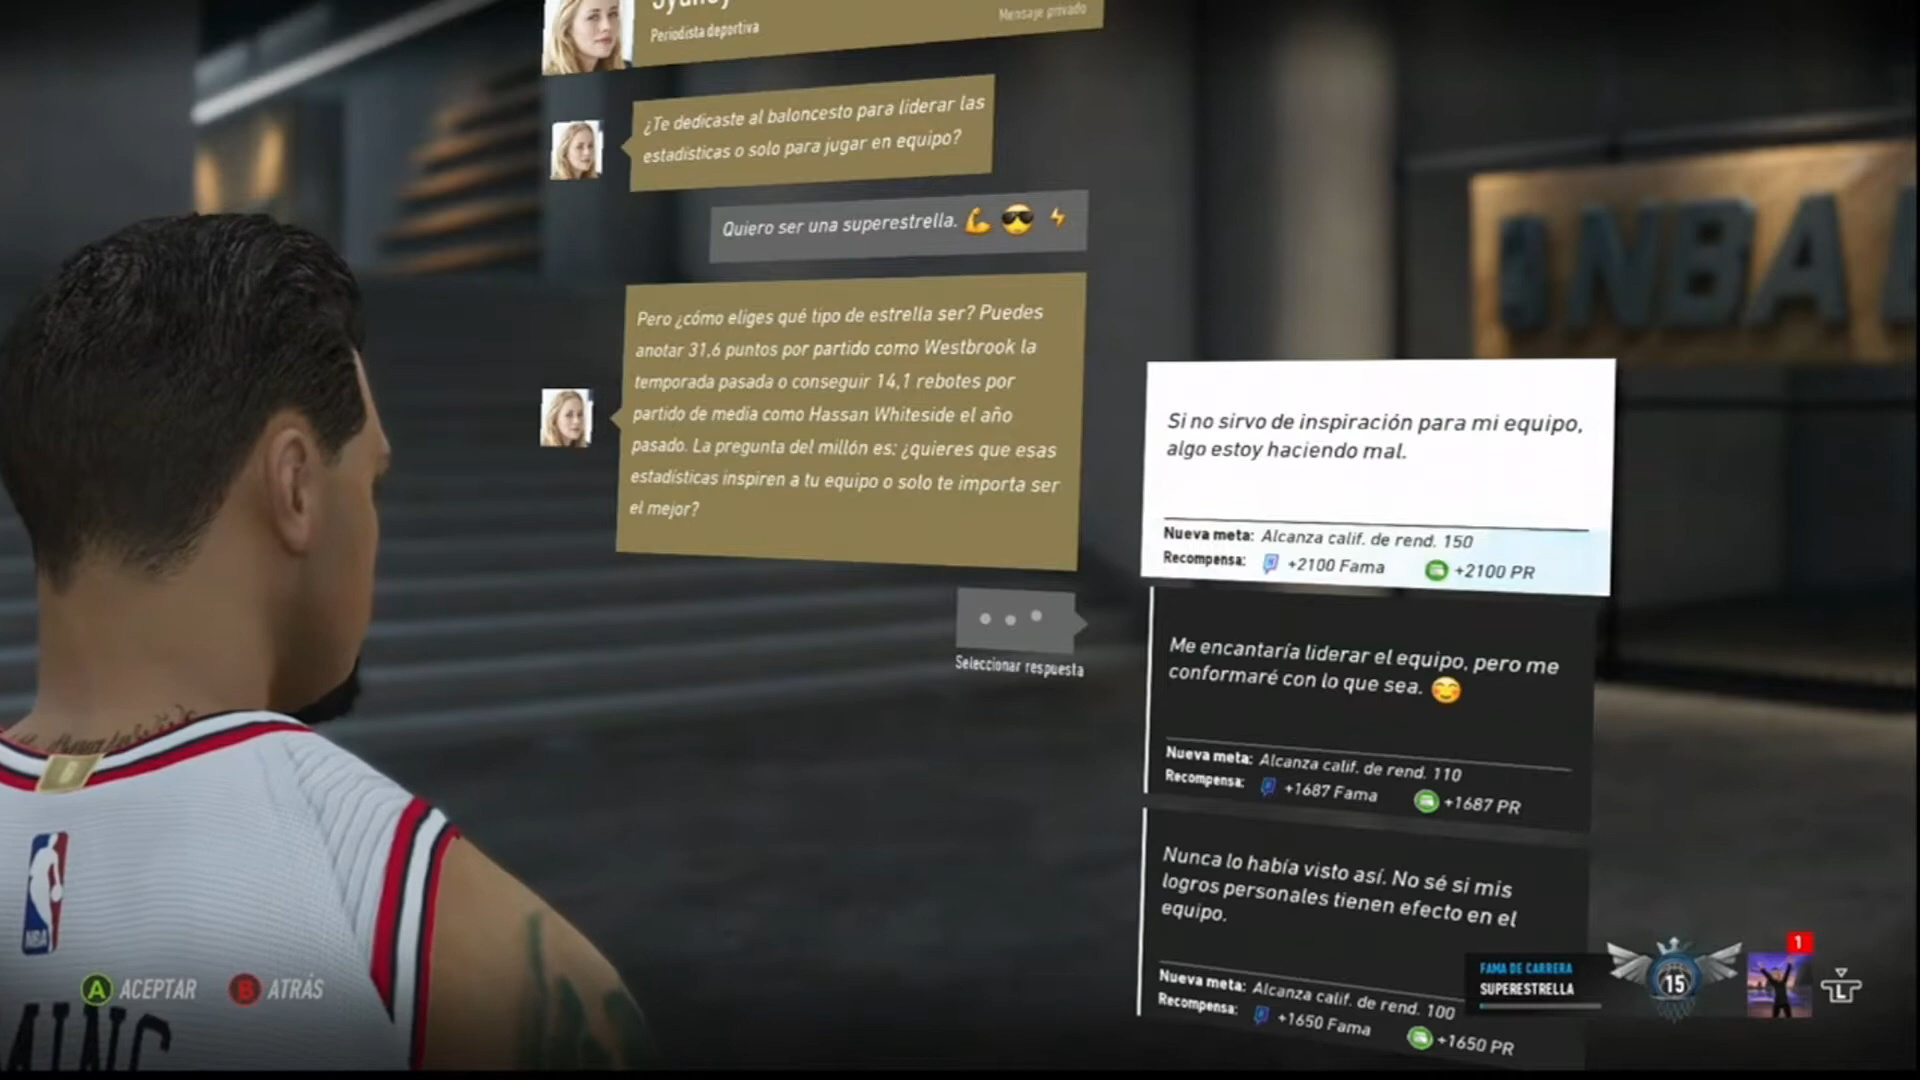 Sydney
Periodista deportiva
Mensaje privado
¿Te dedicaste al baloncesto para liderar las
estadísticas o solo para jugar en equipo?
Quiero ser una superestrella. 💪 😎 ⚡
Pero ¿cómo eliges qué tipo de estrella ser? Puedes
anotar 31,6 puntos por partido como Westbrook la
temporada pasada o conseguir 14,1 rebotes por
partido de media como Hassan Whiteside el año
pasado. La pregunta del millón es: ¿quieres que esas
estadísticas inspiren a tu equipo o solo te importa ser
el mejor?
Seleccionar respuesta
Si no sirvo de inspiración para mi equipo,
algo estoy haciendo mal.
Nueva meta: Alcanza calif. de rend. 150
Recompensa: +2100 Fama +2100 PR
Me encantaría liderar el equipo, pero me
conformaré con lo que sea. ☺️
Nueva meta: Alcanza calif. de rend. 110
Recompensa: +1687 Fama +1687 PR
Nunca lo había visto así. No sé si mis
logros personales tienen efecto en el
equipo.
Nueva meta: Alcanza calif. de rend. 100
Recompensa: +1650 Fama +1650 PR
NBA
NBA
A ACEPTAR B ATRÁS
FAMA DE CARRERA
SUPERESTRELLA
15
1
L